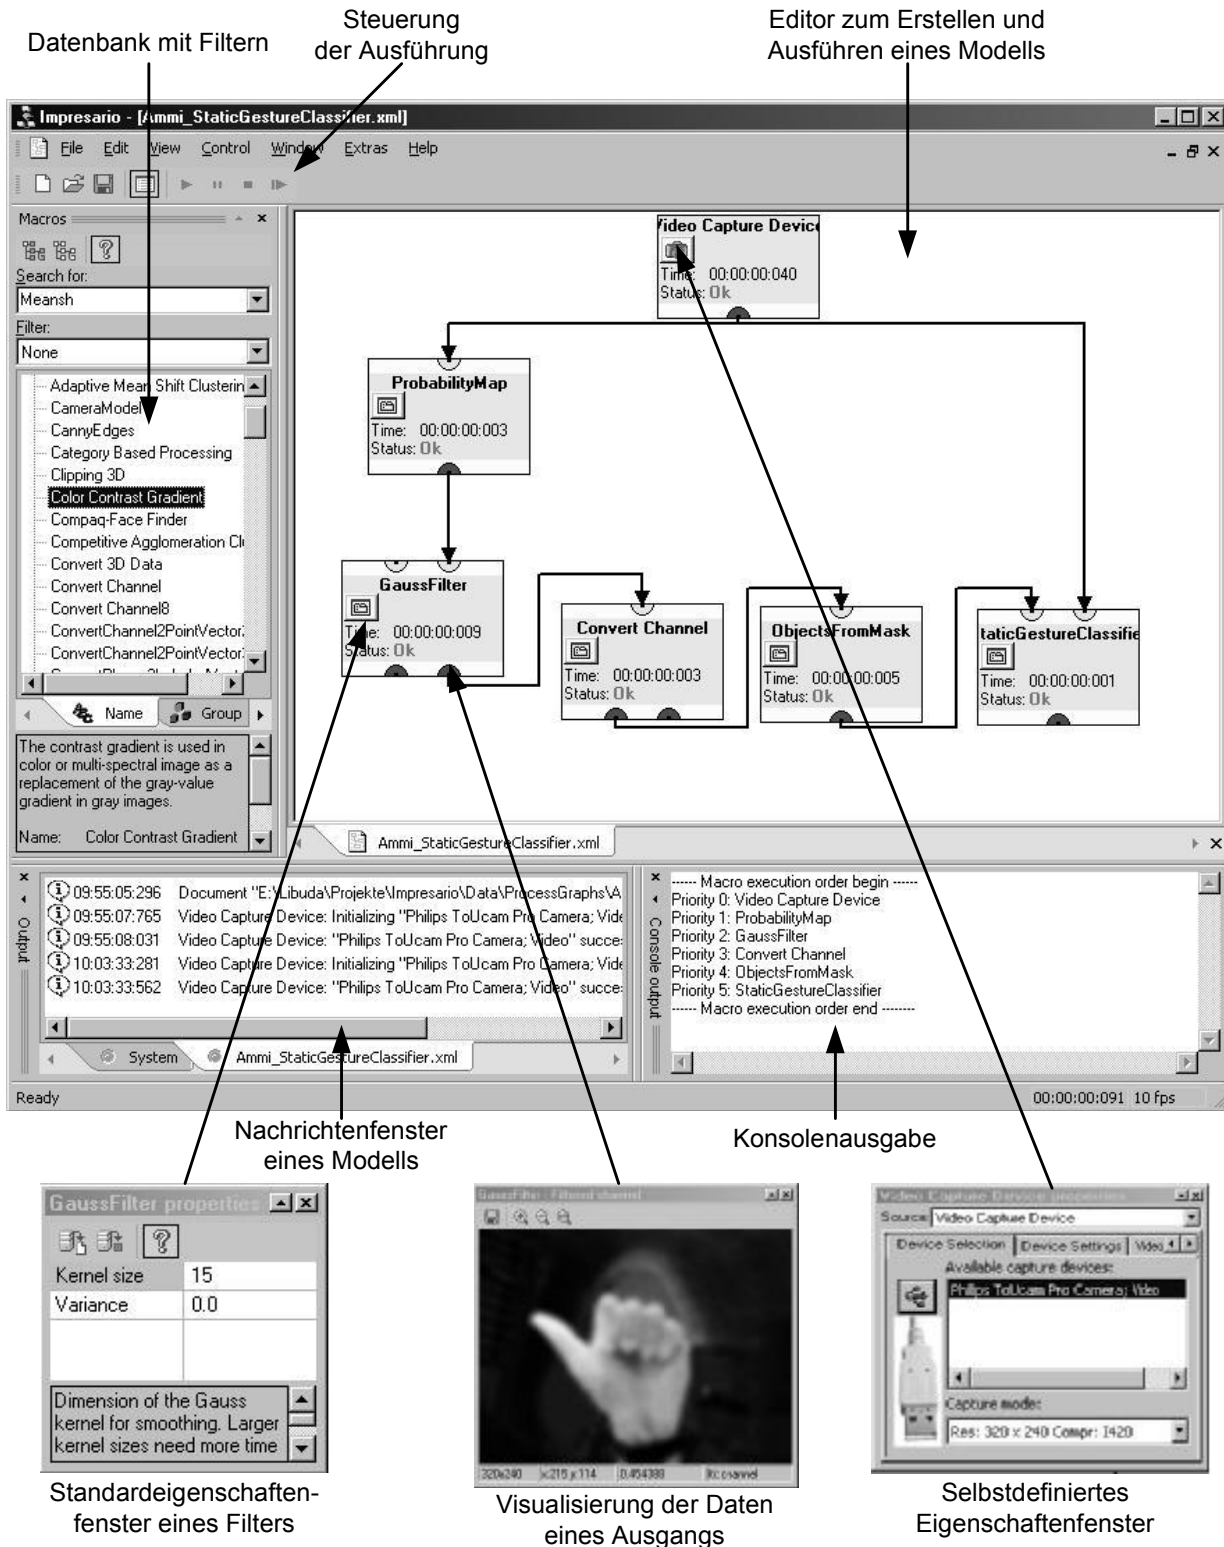 Datenbank mit Filtern
Steuerung
der Ausführung
Editor zum Erstellen und
Ausführen eines Modells
Impresario - [Ammi_StaticGestureClassifier.xml]
File Edit View Control Window Extras Help
Macros
Search for:
Meansh
Filter:
None
Adaptive Mean Shift Clusterin
CameraModel
CannyEdges
Category Based Processing
Clipping 3D
Color Contrast Gradient
Compaq-Face Finder
Competitive Agglomeration Cl
Convert 3D Data
Convert Channel
Convert Channel8
ConvertChannel2PointVector
ConvertChannel2PointVector
Name Group
The contrast gradient is used in
color or multi-spectral image as a
replacement of the gray-value
gradient in gray images.
Name: Color Contrast Gradient
Video Capture Device
Time: 00:00:00:040
Status: Ok
ProbabilityMap
Time: 00:00:00:003
Status: Ok
GaussFilter
Time: 00:00:00:009
Status: Ok
Convert Channel
Time: 00:00:00:003
Status: Ok
ObjectsFromMask
Time: 00:00:00:005
Status: Ok
taticGestureClassifie
Time: 00:00:00:001
Status: Ok
Ammi_StaticGestureClassifier.xml
Output
09:55:05:296 Document "E:\Libuda\Projekte\Impresario\Data\ProcessGraphs\A
09:55:07:765 Video Capture Device: Initializing "Philips ToUcam Pro Camera; Vide
09:55:08:031 Video Capture Device: "Philips ToUcam Pro Camera; Video" succe
10:03:33:281 Video Capture Device: Initializing "Philips ToUcam Pro Camera; Vide
10:03:33:562 Video Capture Device: "Philips ToUcam Pro Camera; Video" succe
System Ammi_StaticGestureClassifier.xml
Console output
------ Macro execution order begin ------
Priority 0: Video Capture Device
Priority 1: ProbabilityMap
Priority 2: GaussFilter
Priority 3: Convert Channel
Priority 4: ObjectsFromMask
Priority 5: StaticGestureClassifier
------ Macro execution order end --------
Ready
00:00:00:091 10 fps
Nachrichtenfenster
eines Modells
Konsolenausgabe
GaussFilter properties
Kernel size 15
Variance 0.0
Dimension of the Gauss
kernel for smoothing. Larger
kernel sizes need more time
Standardeigenschaften-
fenster eines Filters
GaussFilter: Filtered channel
320x240 x:215 y:114 0.454388
channel
Visualisierung der Daten
eines Ausgangs
Video Capture Device properties
Source: Video Capture Device
Device Selection Device Settings Video
Available capture devices:
Philips ToUcam Pro Camera; Video
Capture mode:
Res: 320 x 240 Compr: I420
Selbstdefiniertes
Eigenschaftenfenster